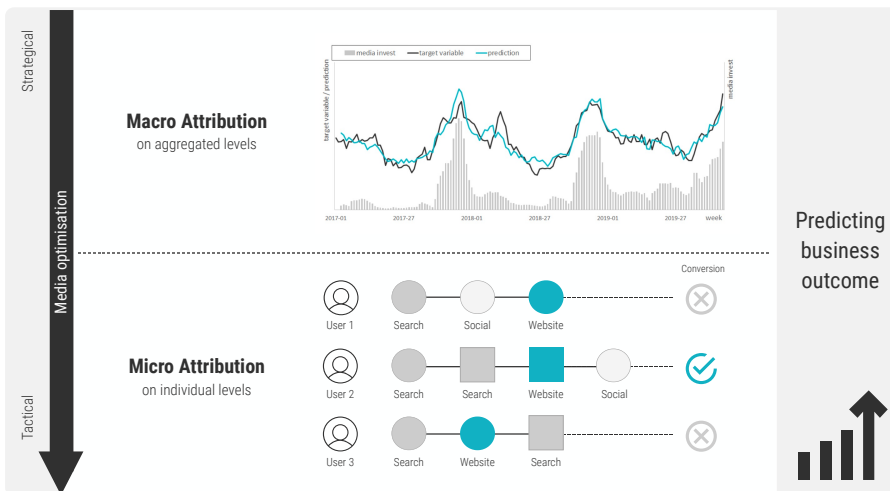 Strategical
Media optimisation
Tactical
Macro Attribution
on aggregated levels
media invest
target variable
prediction
target variable / prediction
media invest
2017-01
2017-27
2018-01
2018-27
2019-01
2019-27
week
Micro Attribution
on individual levels
Conversion
User 1
Search
Social
Website
User 2
Search
Search
Website
Social
User 3
Search
Website
Search
Predicting
business
outcome